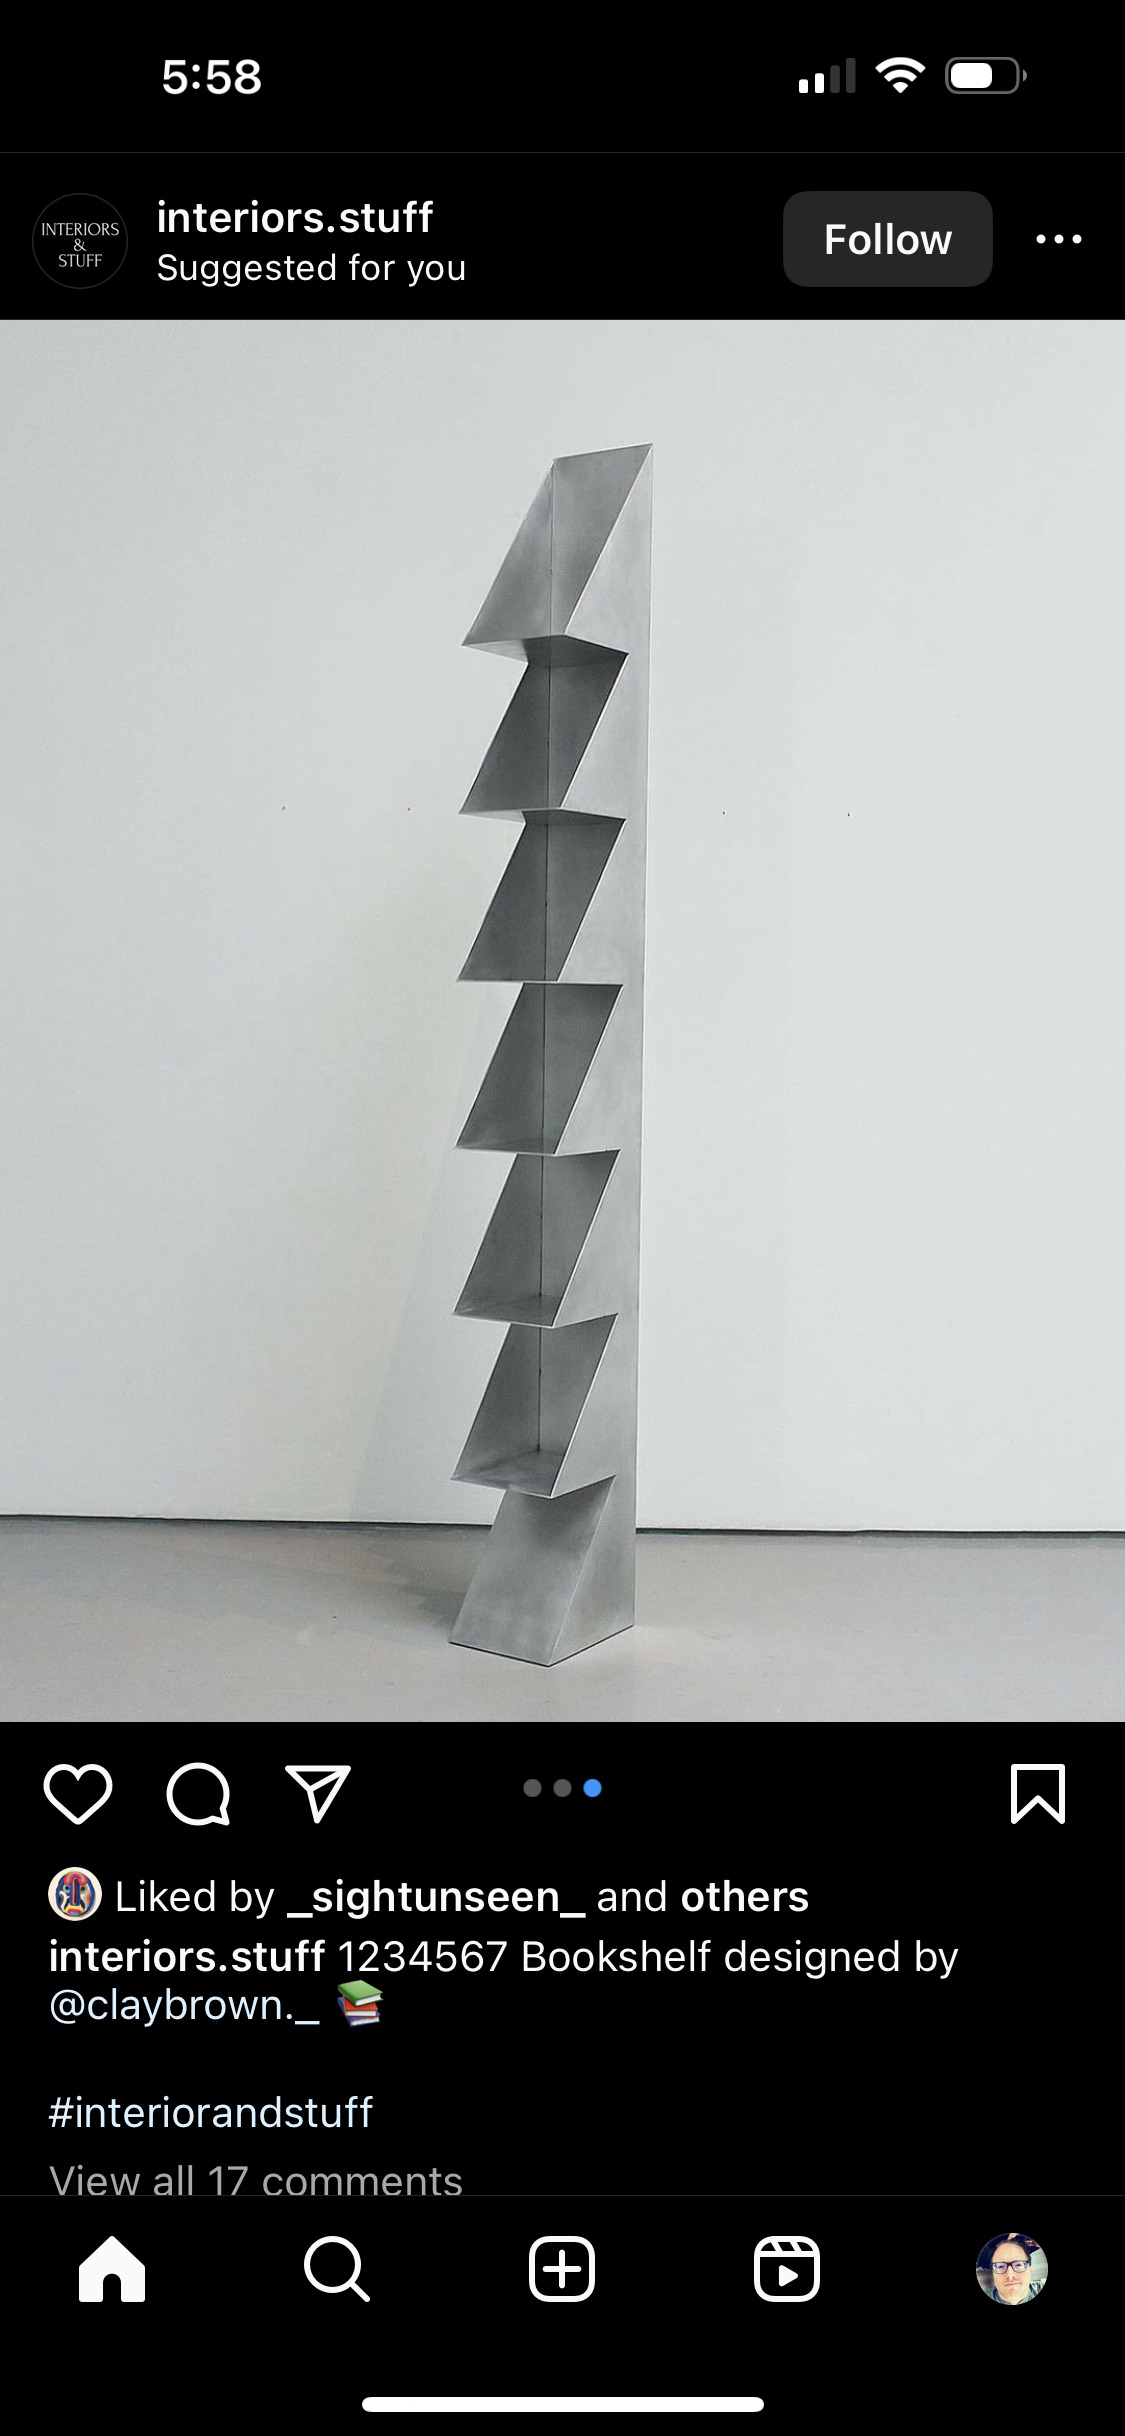 5:58
INTERIORS
&
STUFF
interiors.stuff
Suggested for you
Follow
Liked by _sightunseen_ and others
interiors.stuff 1234567 Bookshelf designed by
@claybrown._ 📚
#interiorandstuff
View all 17 comments